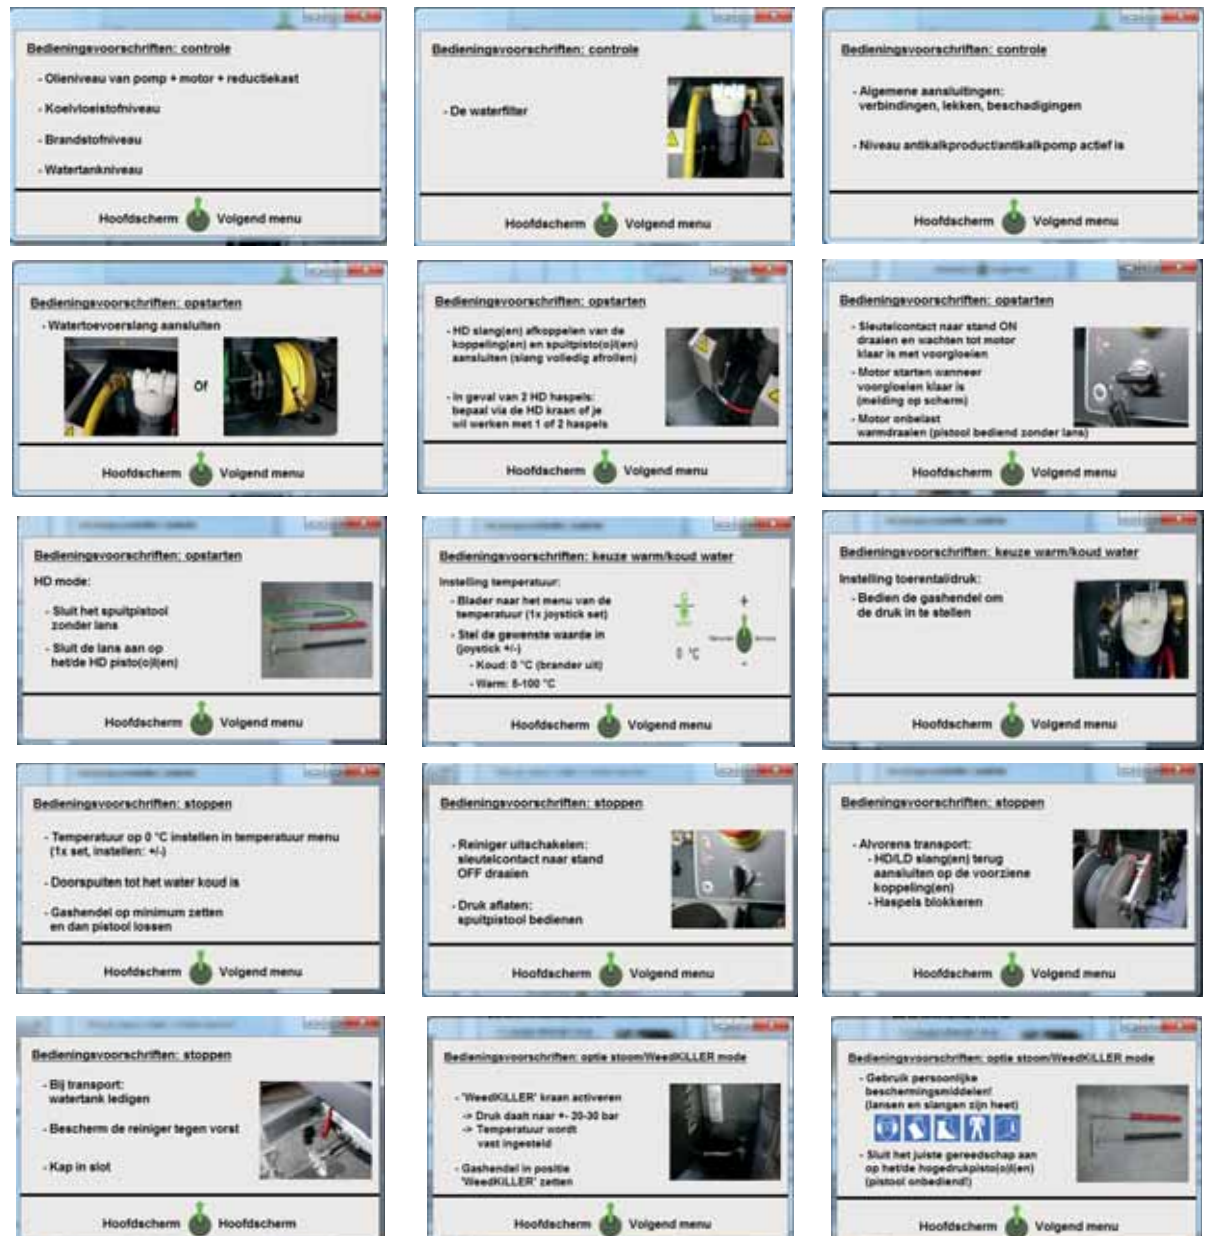 Bedieningsvoorschriften: controle
- Olieniveau van pomp + motor + reductiekast
- Koelvloeistofniveau
- Brandstofniveau
- Watertankniveau
Hoofdscherm Volgend menu
Bedieningsvoorschriften: controle
- De waterfilter
Hoofdscherm Volgend menu
Bedieningsvoorschriften: controle
- Algemene aansluitingen:
verbindingen, lekken, beschadigingen
- Niveau antikalkproduct/antikalkpomp actief is
Hoofdscherm Volgend menu
Bedieningsvoorschriften: opstarten
- Watertoevoerslang aansluiten
Of
Hoofdscherm Volgend menu
Bedieningsvoorschriften: opstarten
- HD slang(en) afkoppelen van de
koppeling(en) en spuitpisto(o)l(en)
aansluiten (slang volledig afrollen)
- In geval van 2 HD haspels:
bepaal via de HD kraan of je
wil werken met 1 of 2 haspels
Hoofdscherm Volgend menu
Bedieningsvoorschriften: opstarten
- Sleutelcontact naar stand ON
draaien en wachten tot motor
klaar is met voorgloeien
- Motor starten wanneer
voorgloeien klaar is
(melding op scherm)
- Motor onbelast
warmdraaien (pistool bediend zonder lans)
Hoofdscherm Volgend menu
Bedieningsvoorschriften: opstarten
HD mode:
- Sluit het spuitpistool
zonder lans
- Sluit de lans aan op
het/de HD pisto(o)l(en)
Hoofdscherm Volgend menu
Bedieningsvoorschriften: keuze warm/koud water
Instelling temperatuur:
- Blader naar het menu van de
temperatuur (1x joystick set)
- Stel de gewenste waarde in
(joystick +/-)
- Koud: 0 °C (brander uit)
- Warm: 5-100 °C
+
0 °C
-
Hoofdscherm Volgend menu
Bedieningsvoorschriften: keuze warm/koud water
Instelling toerental/druk:
- Bedien de gashendel om
de druk in te stellen
Hoofdscherm Volgend menu
Bedieningsvoorschriften: stoppen
- Temperatuur op 0 °C instellen in temperatuur menu
(1x set, instellen: +/-)
- Doorspuiten tot het water koud is
- Gashendel op minimum zetten
en dan pistool lossen
Hoofdscherm Volgend menu
Bedieningsvoorschriften: stoppen
- Reiniger uitschakelen:
sleutelcontact naar stand
OFF draaien
- Druk aflaten:
spuitpistool bedienen
Hoofdscherm Volgend menu
Bedieningsvoorschriften: stoppen
- Alvorens transport:
- HD/LD slang(en) terug
aansluiten op de voorziene
koppeling(en)
- Haspels blokkeren
Hoofdscherm Volgend menu
Bedieningsvoorschriften: stoppen
- Bij transport:
watertank ledigen
- Bescherm de reiniger tegen vorst
- Kap in slot
Hoofdscherm Hoofdscherm
Bedieningsvoorschriften: optie stoom/WeedKILLER mode
- 'WeedKILLER' kraan activeren
-> Druk daalt naar +- 20-30 bar
-> Temperatuur wordt
vast ingesteld
- Gashendel in positie
'WeedKILLER' zetten
Hoofdscherm Volgend menu
Bedieningsvoorschriften: optie stoom/WeedKILLER mode
- Gebruik persoonlijke
beschermingsmiddelen!
(lansen en slangen zijn heet)
- Sluit het juiste gereedschap aan
op het/de hogedrukpisto(o)l(en)
(pistool onbediend!)
Hoofdscherm Volgend menu